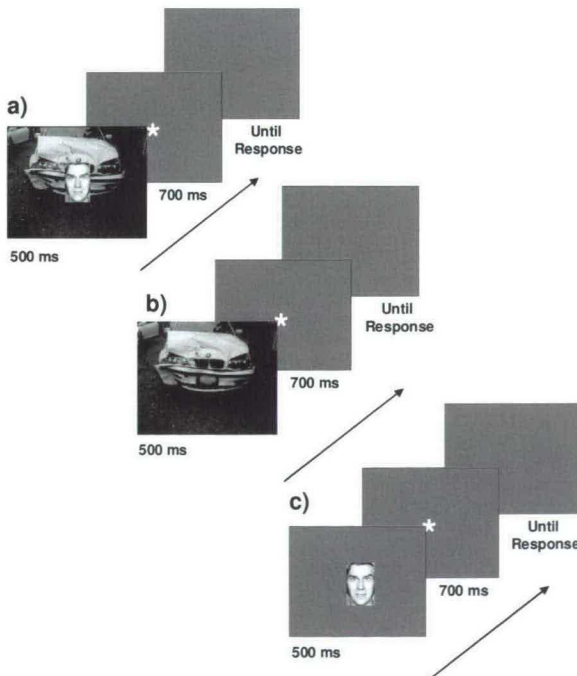 a)
*
Until
Response
700 ms
500 ms
b)
*
Until
Response
700 ms
500 ms
c)
*
Until
Response
700 ms
500 ms